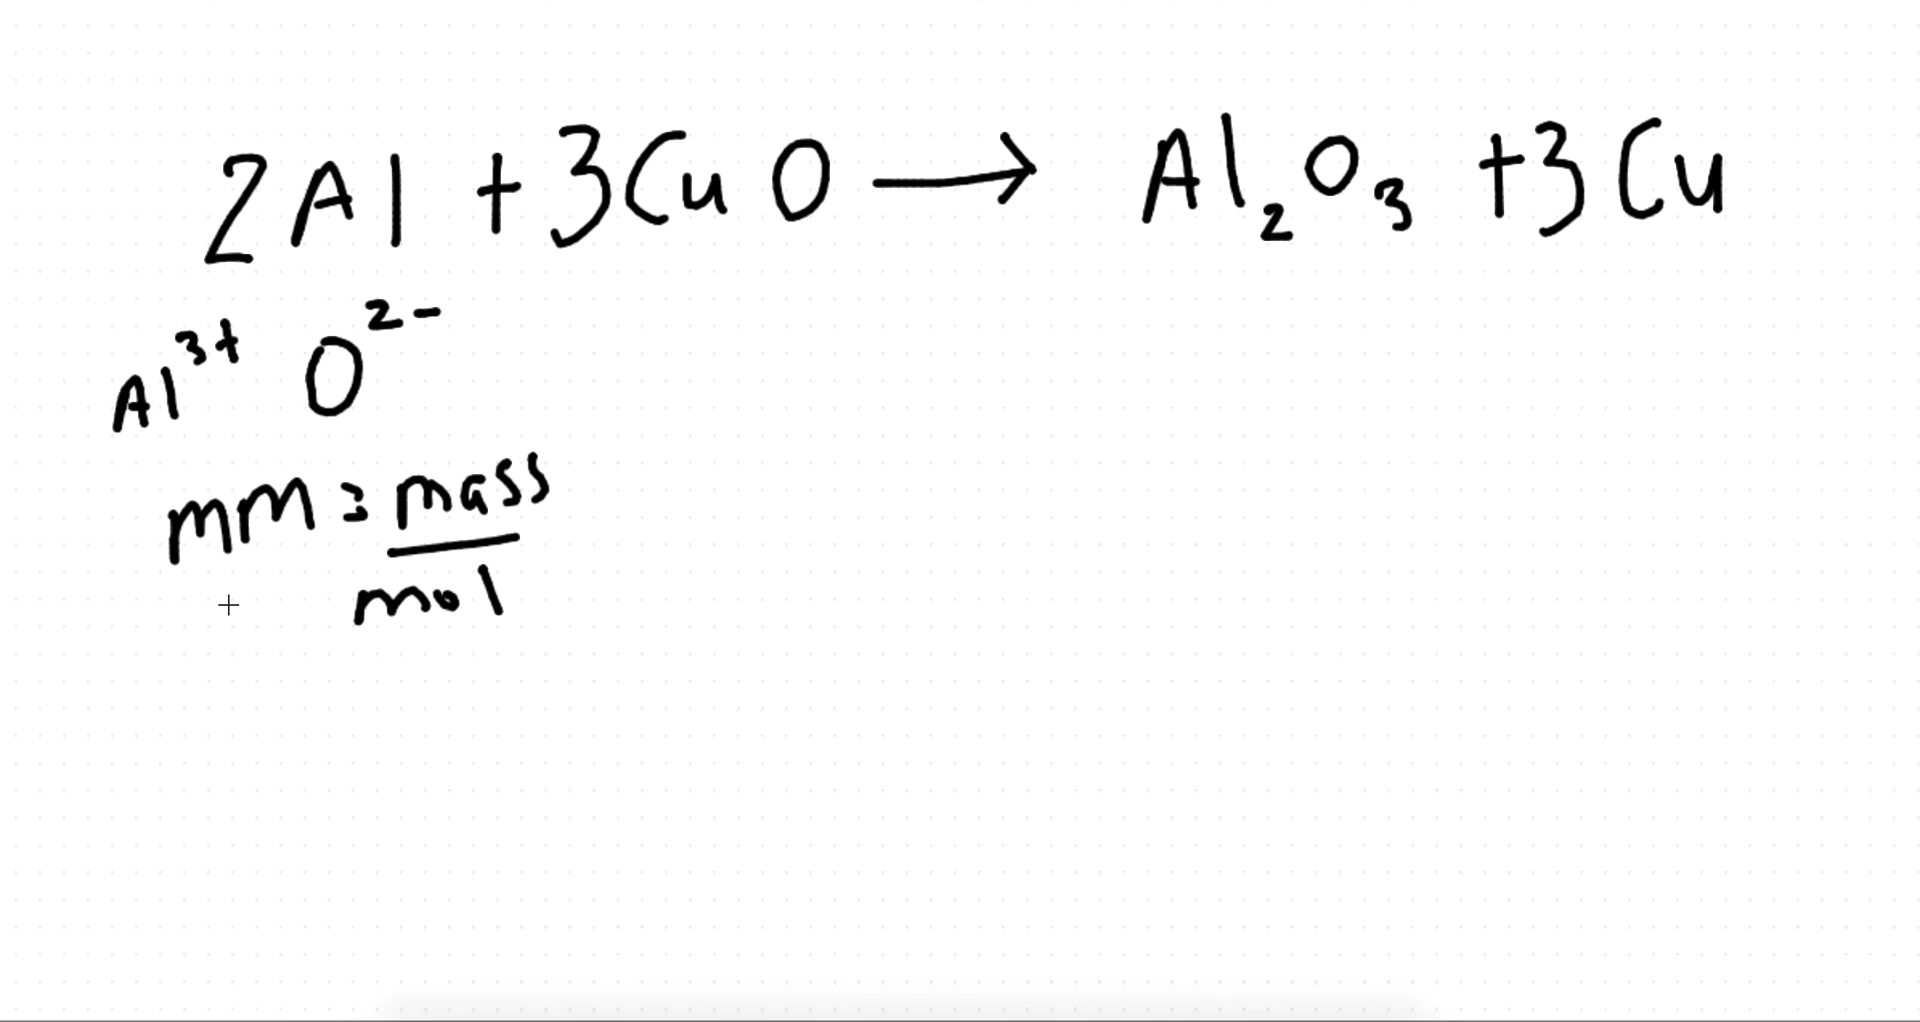 2Al + 3CuO → Al₂O₃ + 3Cu
Al³⁺ O²⁻
mm = mass
mol